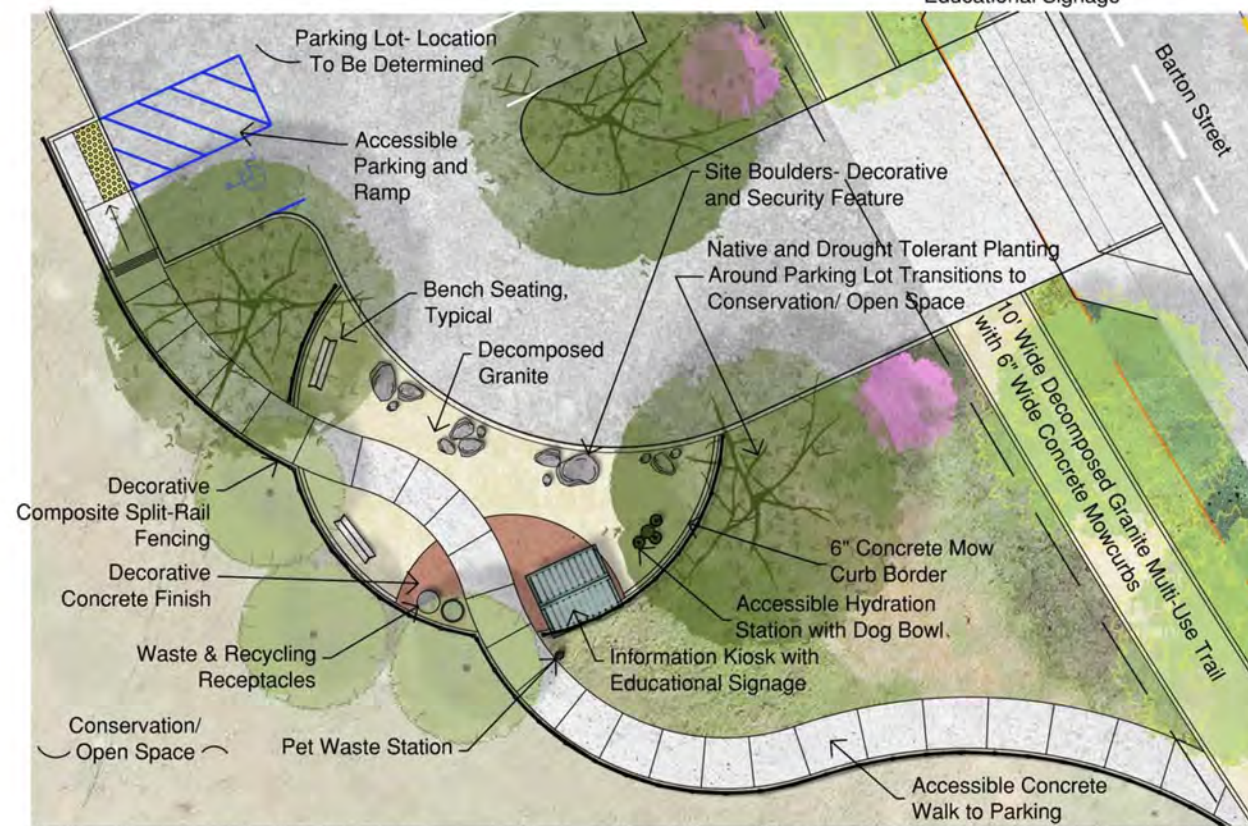 Educational Signage
Parking Lot- Location
To Be Determined
Barton Street
Accessible
Parking and
Ramp
Site Boulders- Decorative
and Security Feature
Native and Drought Tolerant Planting
Around Parking Lot Transitions to
Conservation/ Open Space
Bench Seating,
Typical
Decomposed
Granite
10' Wide Decomposed Granite Multi-Use Trail
with 6" Wide Concrete Mowcurbs
Decorative
Composite Split-Rail
Fencing
6" Concrete Mow
Curb Border
Decorative
Concrete Finish
Accessible Hydration
Station with Dog Bowl
Waste & Recycling
Receptacles
Information Kiosk with
Educational Signage
Conservation/
Open Space
Pet Waste Station
Accessible Concrete
Walk to Parking